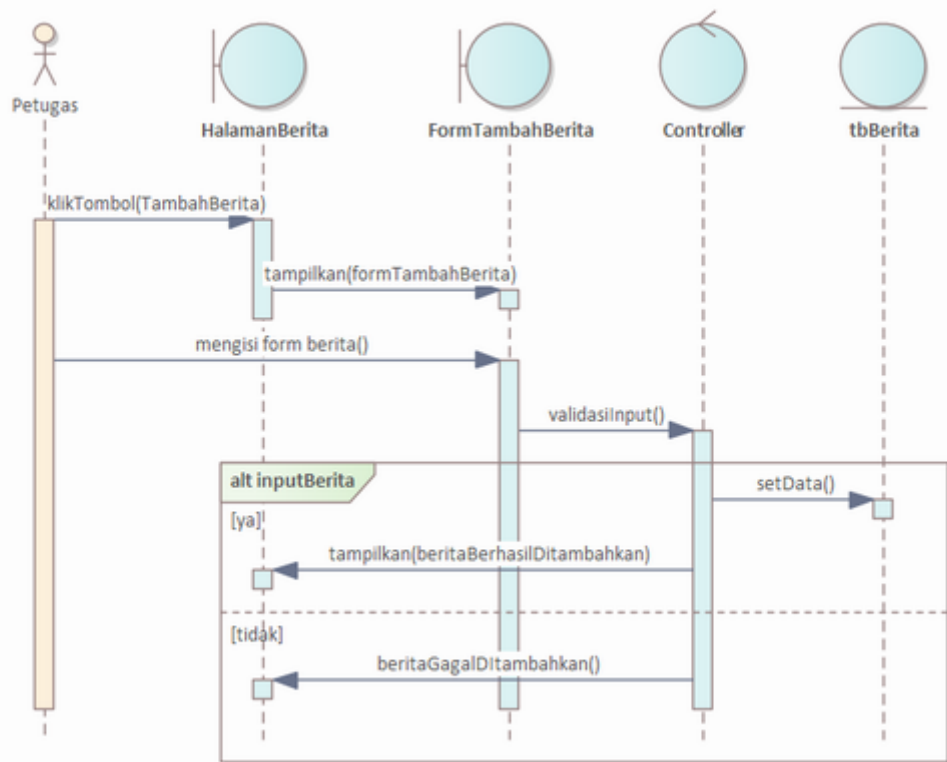 Petugas
HalamanBerita
FormTambahBerita
Controller
tbBerita
klikTombol(TambahBerita)
tampilkan(formTambahBerita)
mengisi form berita()
validasiInput()
alt inputBerita
setData()
[ya]
tampilkan(beritaBerhasilDitambahkan)
[tidak]
beritaGagalDItambahkan()